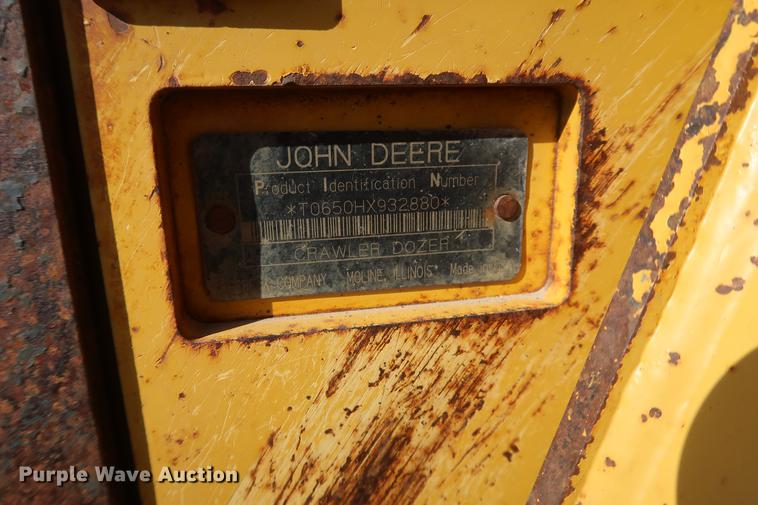 JOHN DEERE
Product Identification Number
*T0650HX932880*
CRAWLER DOZER
& COMPANY MOLINE, ILLINOIS Made in
Purple Wave Auction